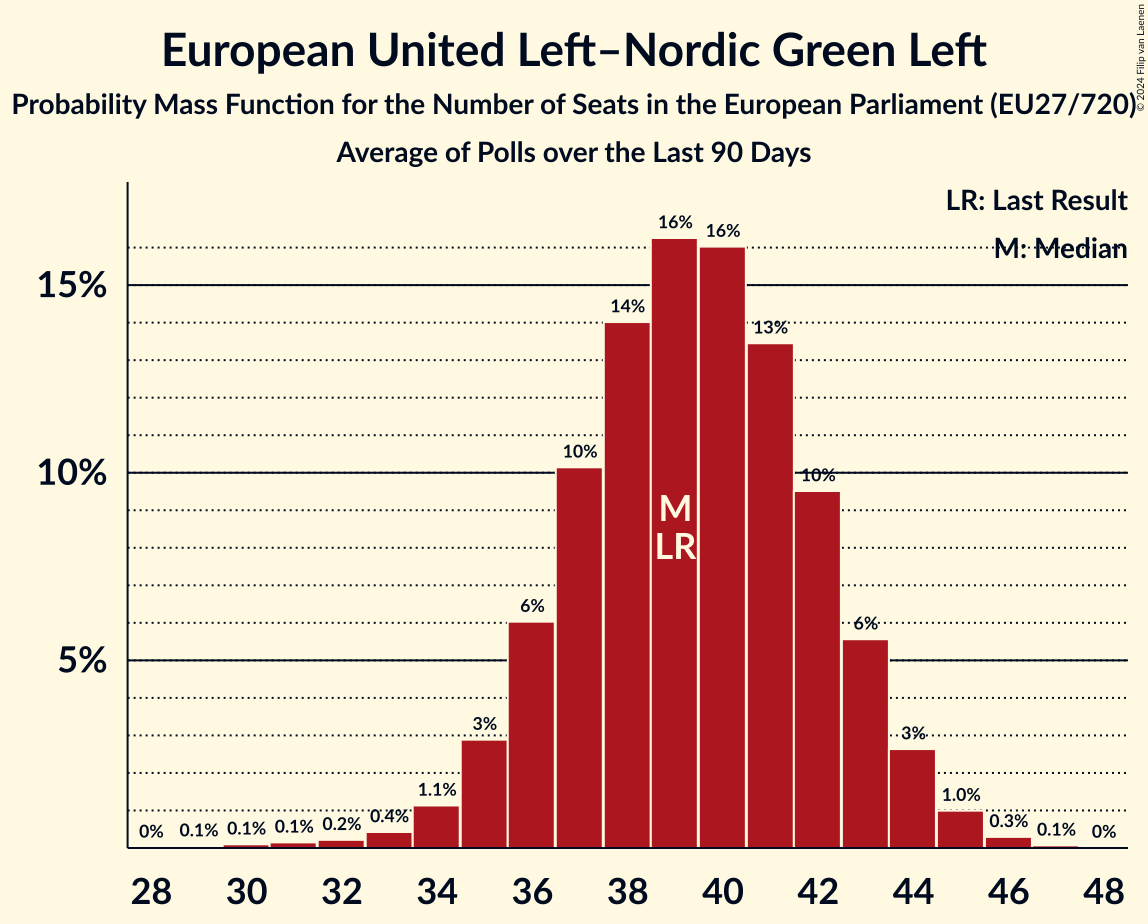 European United Left–Nordic Green Left
Probability Mass Function for the Number of Seats in the European Parliament (EU27/720)
Average of Polls over the Last 90 Days
© 2024 Filip van Laenen
LR: Last Result
M: Median
15%
10%
5%
0%
0.1%
0.1%
0.1%
0.2%
0.4%
1.1%
3%
6%
10%
14%
16%
16%
13%
10%
6%
3%
1.0%
0.3%
0.1%
0%
M
LR
28 30 32 34 36 38 40 42 44 46 48